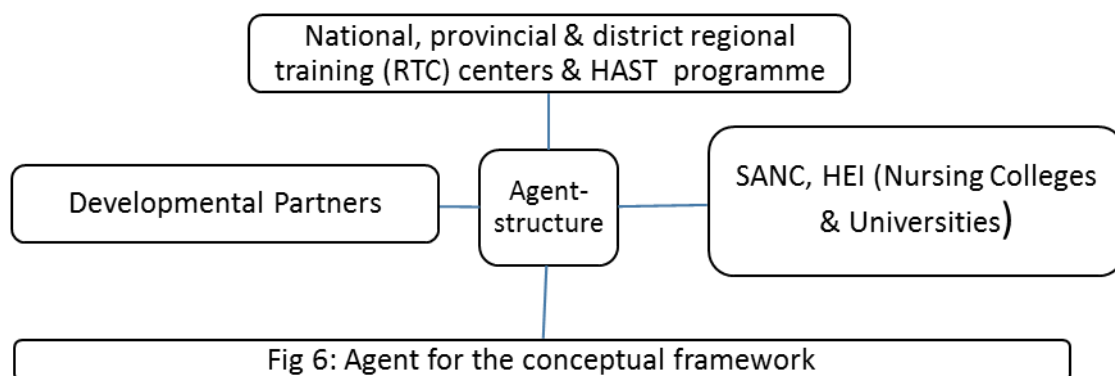 National, provincial & district regional
training (RTC) centers & HAST programme
Developmental Partners
Agent-
structure
SANC, HEI (Nursing Colleges
& Universities)
Fig 6: Agent for the conceptual framework